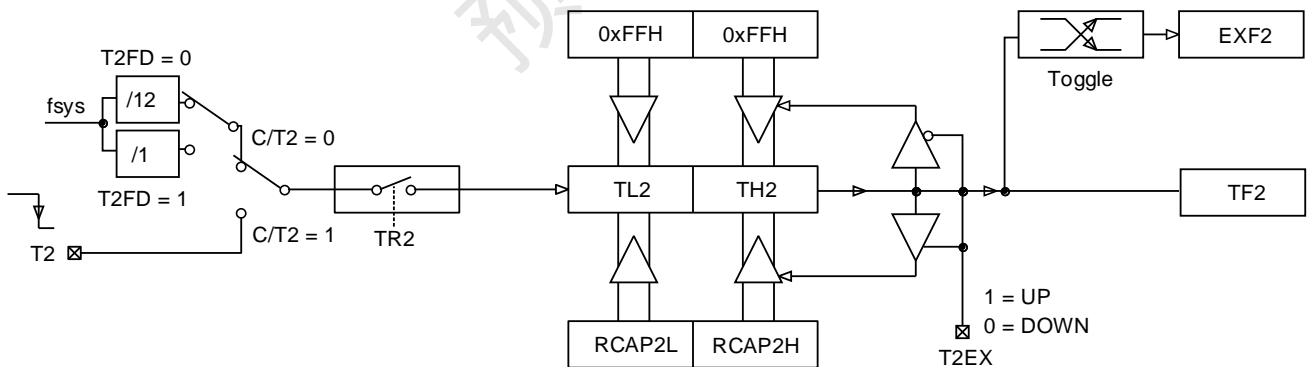 预
0xFFH 0xFFH
EXF2
Toggle
T2FD = 0
fsys
/12
C/T2 = 0
/1
T2FD = 1
TL2 TH2
TF2
TR2
C/T2 = 1
T2
1 = UP
0 = DOWN
RCAP2L RCAP2H
T2EX